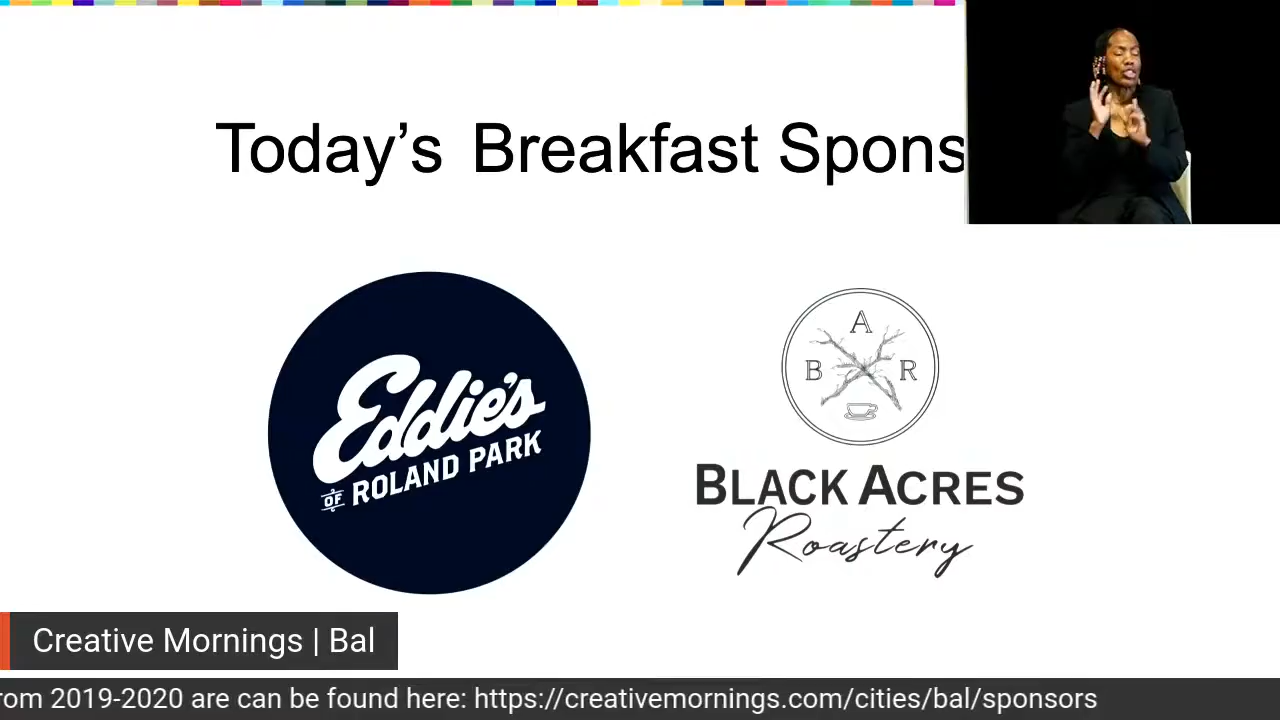 Today’s Breakfast Spons
Eddie's
OF ROLAND PARK
A
B R
BLACK ACRES
Roastery
Creative Mornings | Bal
rom 2019-2020 are can be found here: https://creativemornings.com/cities/bal/sponsors